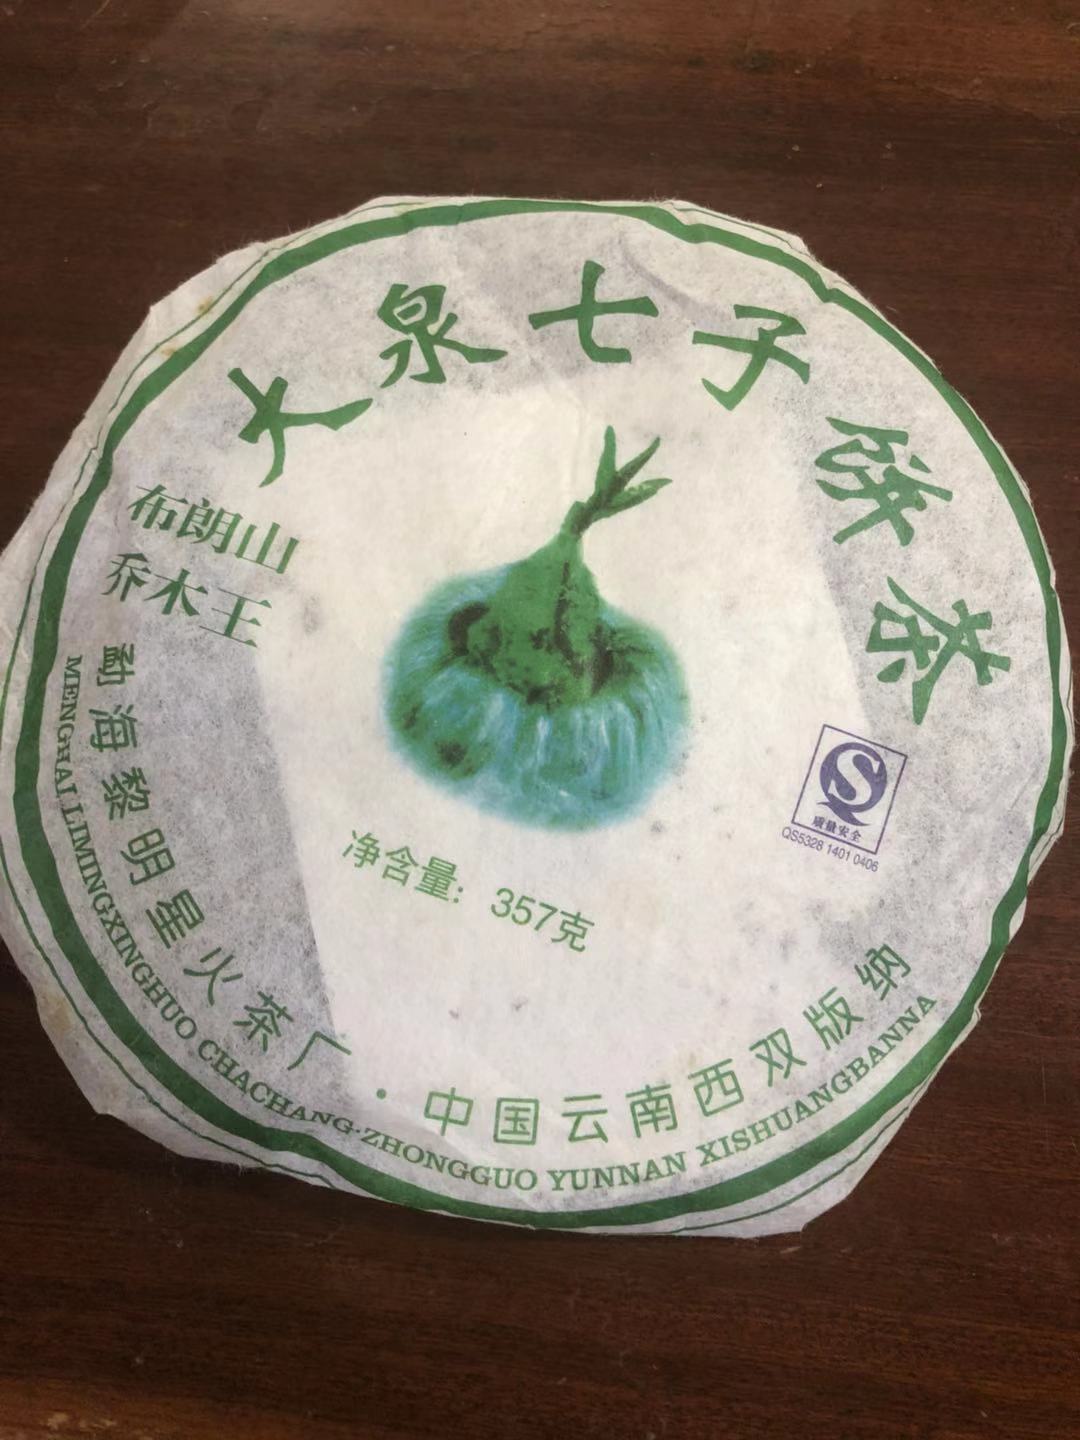 大泉七子饼茶
布朗山
乔木王
质量安全
QS5328 1401 0406
净含量: 357克
勐海黎明星火茶厂·中国云南西双版纳
MENGHAI LIMINGXINGHUO CHACHANG·ZHONGGUO YUNNAN XISHUANGBANNA